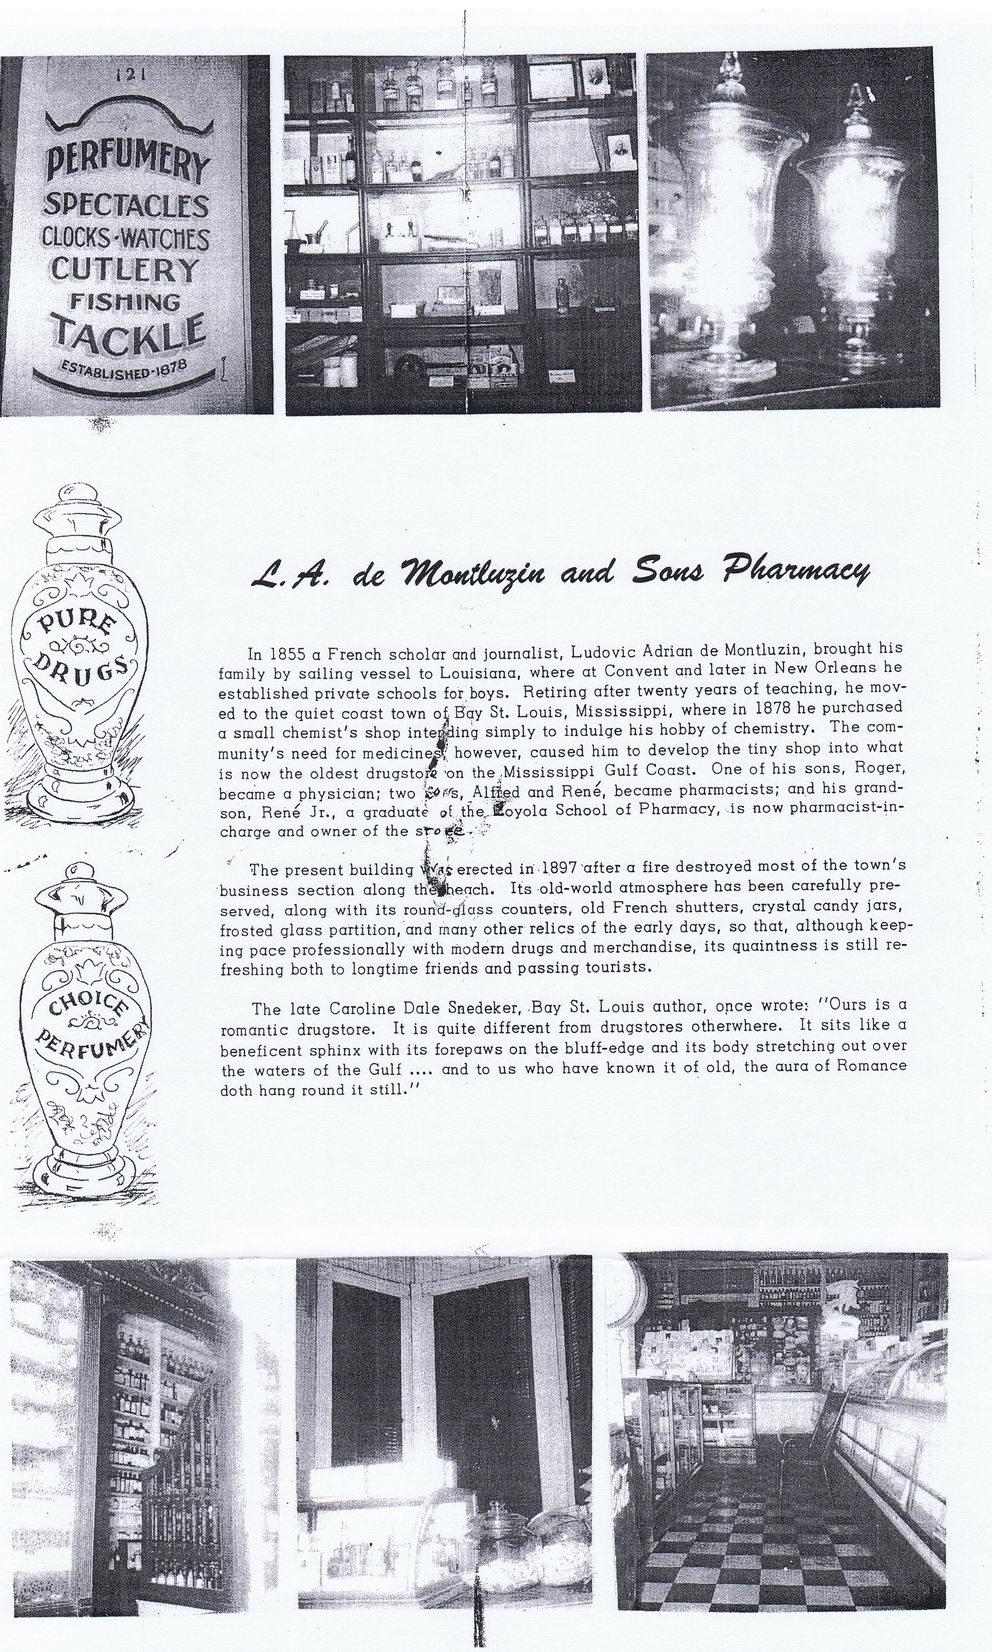 121
PERFUMERY
SPECTACLES
CLOCKS·WATCHES
CUTLERY
FISHING
TACKLE
ESTABLISHED·1878
PURE
DRUGS
L.A. de Montluzin and Sons Pharmacy
In 1855 a French scholar and journalist, Ludovic Adrian de Montluzin, brought his
family by sailing vessel to Louisiana, where at Convent and later in New Orleans he
established private schools for boys. Retiring after twenty years of teaching, he mov-
ed to the quiet coast town of Bay St. Louis, Mississippi, where in 1878 he purchased
a small chemist's shop intending simply to indulge his hobby of chemistry. The com-
munity's need for medicines, however, caused him to develop the tiny shop into what
is now the oldest drugstore on the Mississippi Gulf Coast. One of his sons, Roger,
became a physician; two sons, Alfred and René, became pharmacists; and his grand-
son, René Jr., a graduate of the Loyola School of Pharmacy, is now pharmacist-in-
charge and owner of the store.
The present building was erected in 1897 after a fire destroyed most of the town's
business section along the beach. Its old-world atmosphere has been carefully pre-
served, along with its round-glass counters, old French shutters, crystal candy jars,
frosted glass partition, and many other relics of the early days, so that, although keep-
ing pace professionally with modern drugs and merchandise, its quaintness is still re-
freshing both to longtime friends and passing tourists.
The late Caroline Dale Snedeker, Bay St. Louis author, once wrote: "Ours is a
romantic drugstore. It is quite different from drugstores otherwhere. It sits like a
beneficent sphinx with its forepaws on the bluff-edge and its body stretching out over
the waters of the Gulf .... and to us who have known it of old, the aura of Romance
doth hang round it still."
CHOICE
PERFUMERY